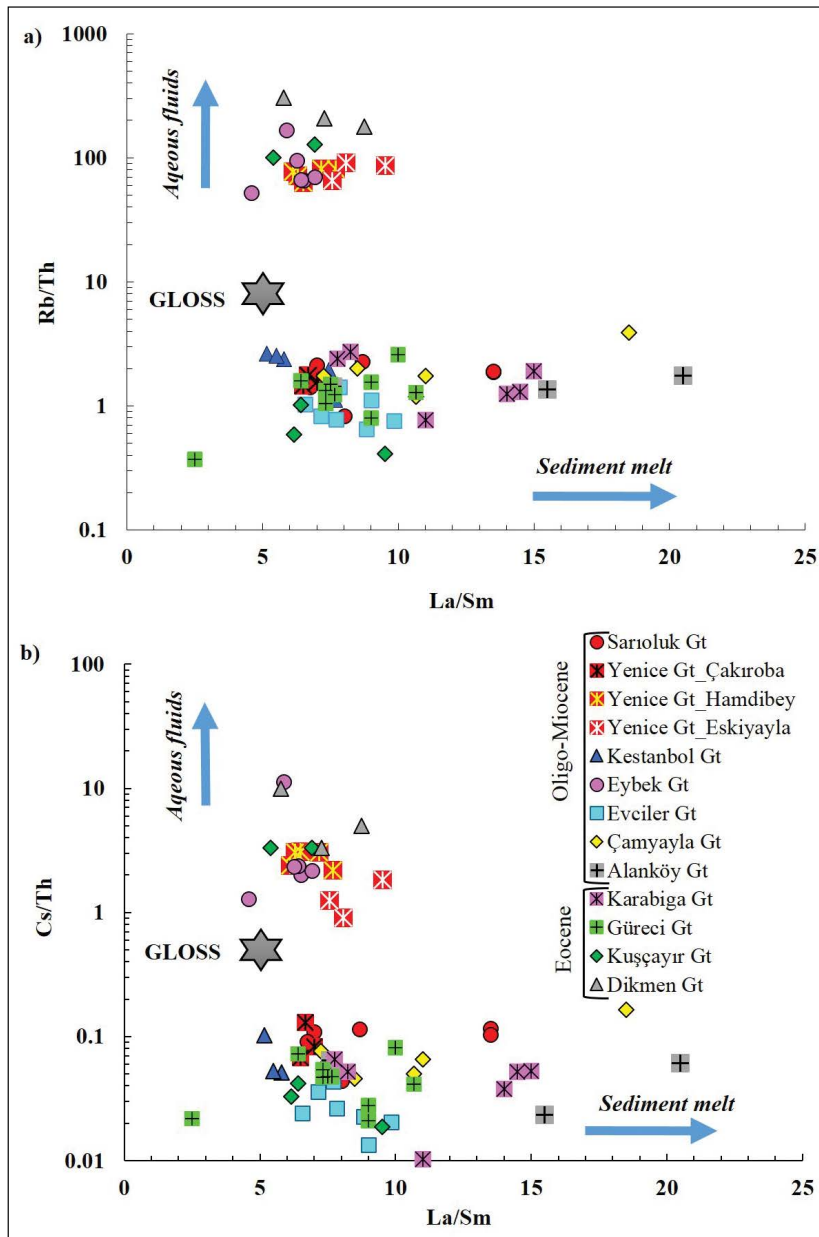 a)
1000
100
10
1
0.1
Rb/Th
Aqeous fluids
GLOSS
Sediment melt
0 5 10 15 20 25
La/Sm
b)
100
10
1
0.1
0.01
Cs/Th
Aqeous fluids
GLOSS
Sediment melt
Oligo-Miocene
Sarıoluk Gt
Yenice Gt_Çakıroba
Yenice Gt_Hamdibey
Yenice Gt_Eskiyayla
Kestanbol Gt
Eybek Gt
Evciler Gt
Çamyayla Gt
Alanköy Gt
Eocene
Karabiga Gt
Güreci Gt
Kuşçayır Gt
Dikmen Gt
0 5 10 15 20 25
La/Sm